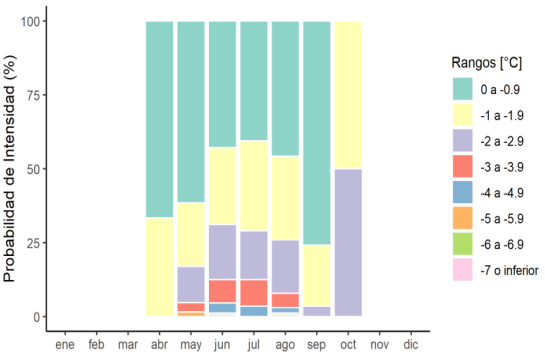 Probabilidad de Intensidad (%)
100
75
50
25
0
ene feb mar abr may jun jul ago sep oct nov dic
Rangos [°C]
0 a -0.9
-1 a -1.9
-2 a -2.9
-3 a -3.9
-4 a -4.9
-5 a -5.9
-6 a -6.9
-7 o inferior